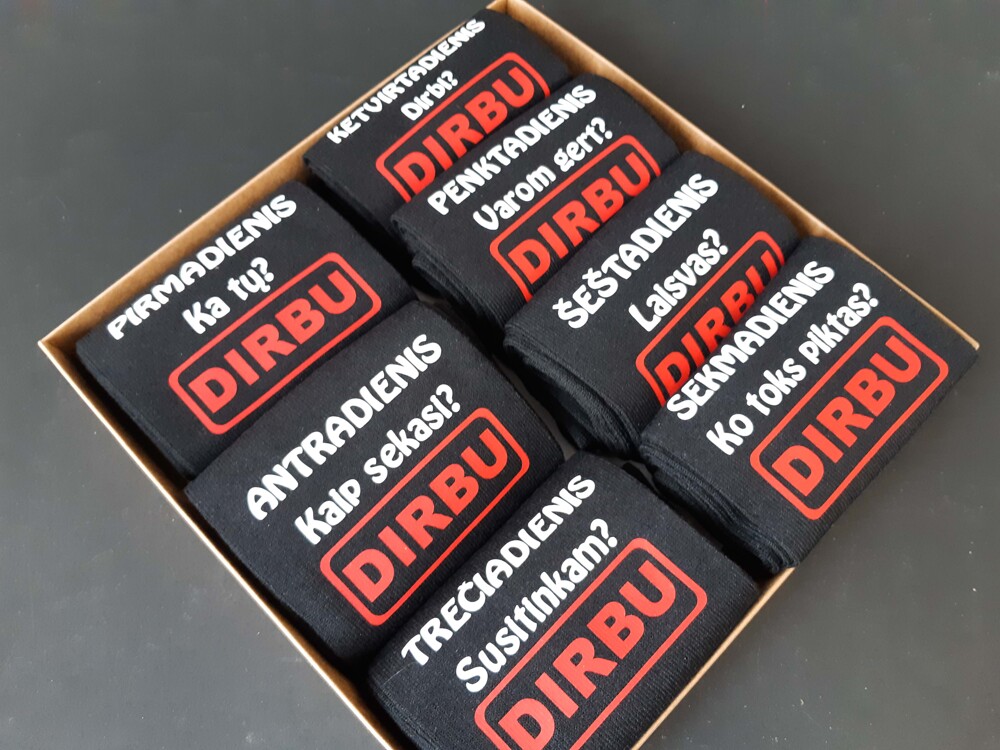 PIRMADIENIS
Ka tų?
DIRBU
ANTRADIENIS
Kaip sekasi?
DIRBU
TREČIADIENIS
Susitinkam?
DIRBU
KETVIRTADIENIS
Dirbi?
DIRBU
PENKTADIENIS
Varom gert?
DIRBU
ŠEŠTADIENIS
Laisvas?
DIRBU
SEKMADIENIS
Ko toks piktas?
DIRBU